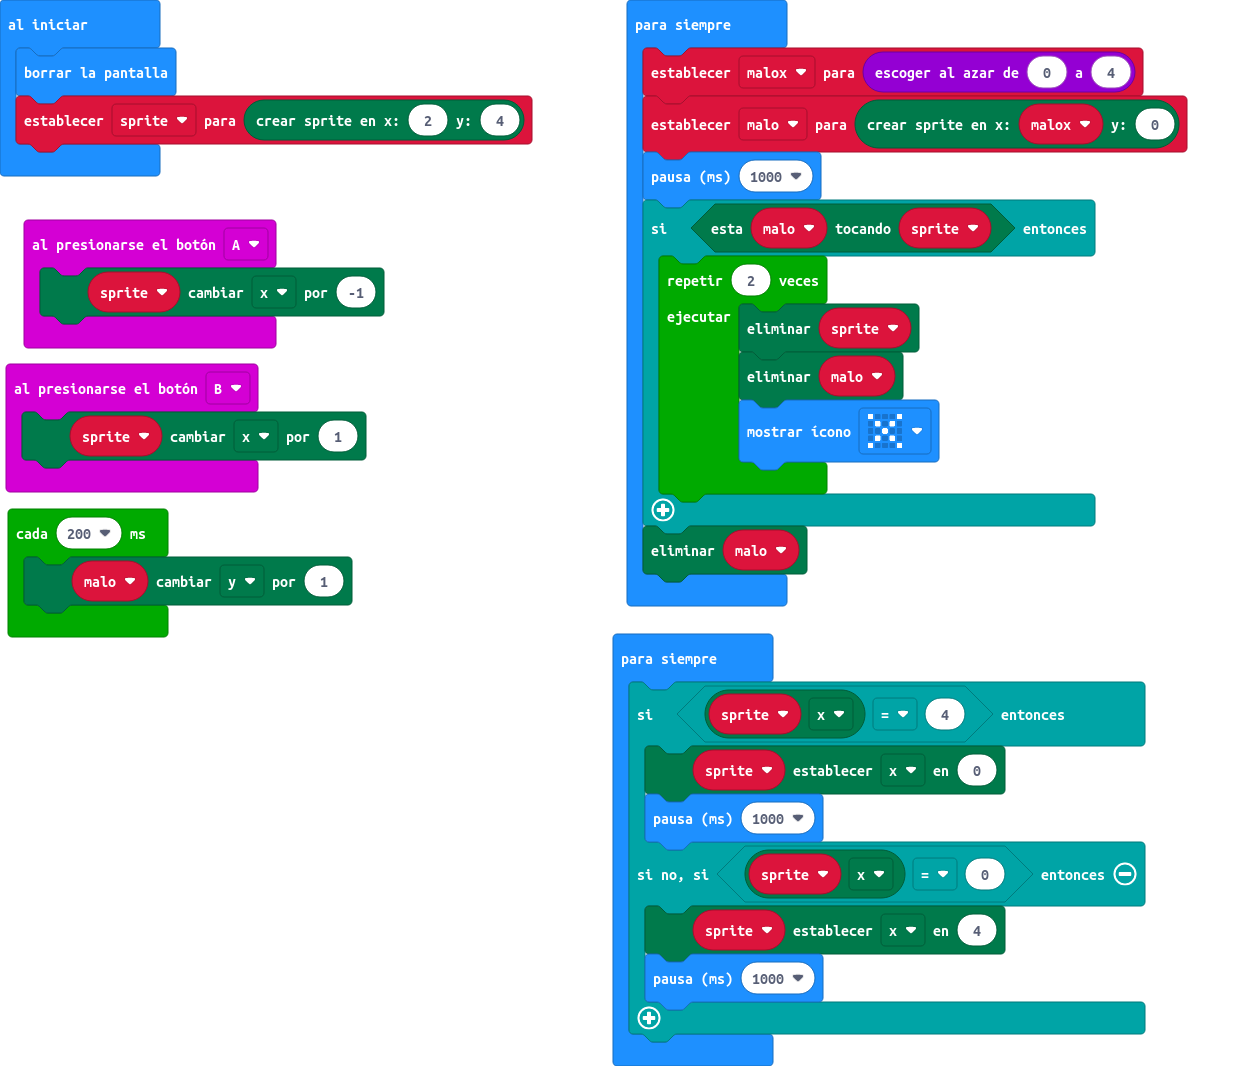 al iniciar
borrar la pantalla
establecer sprite para crear sprite en x: 2 y: 4
al presionarse el botón A
sprite cambiar x por -1
al presionarse el botón B
sprite cambiar x por 1
cada 200 ms
malo cambiar y por 1
para siempre
establecer malox para escoger al azar de 0 a 4
establecer malo para crear sprite en x: malox y: 0
pausa (ms) 1000
si esta malo tocando sprite entonces
repetir 2 veces
ejecutar
eliminar sprite
eliminar malo
mostrar ícono
eliminar malo
para siempre
si sprite x = 4 entonces
sprite establecer x en 0
pausa (ms) 1000
si no, si sprite x = 0 entonces
sprite establecer x en 4
pausa (ms) 1000